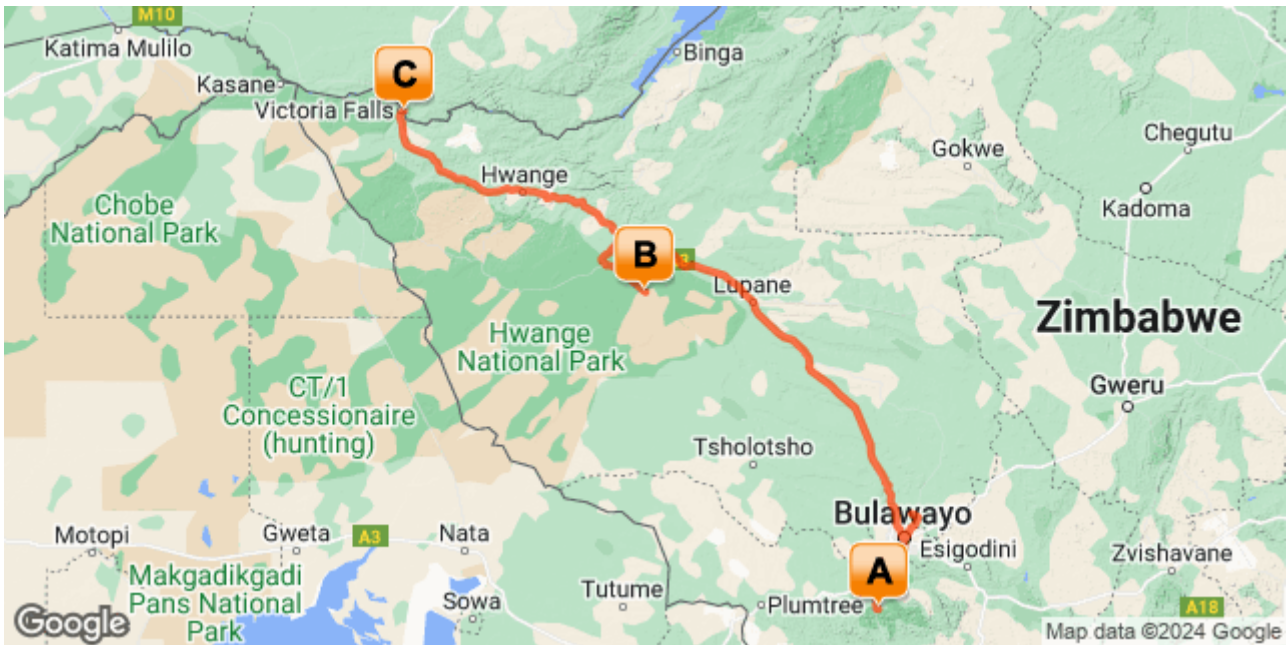 M10
Katima Mulilo
Kasane
Victoria Falls
C
Binga
Chegutu
Gokwe
Kadoma
Hwange
Chobe
National Park
B
3
Lupane
Zimbabwe
Hwange
National Park
Gweru
CT/1
Concessionaire
(hunting)
Tsholotsho
Bulawayo
Motopi
Gweta
A3
Nata
Esigodini
Zvishavane
A
Makgadikgadi
Pans National
Park
Sowa
Tutume
Plumtree
A18
Google
Map data ©2024 Google